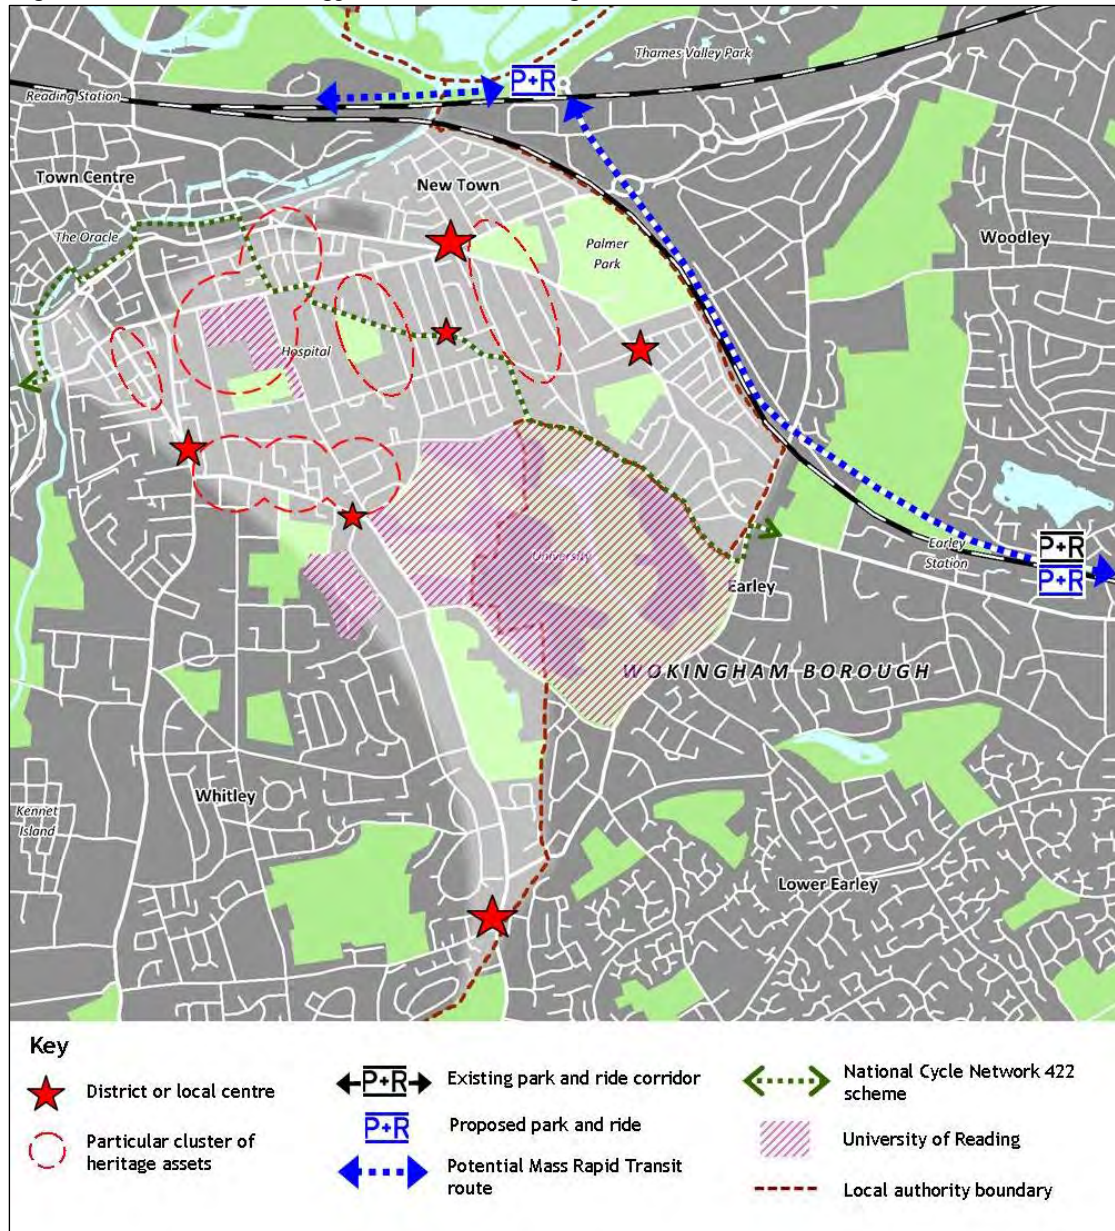 P+R
Thames Valley Park
Reading Station
Town Centre
New Town
The Oracle
Palmer
Park
Woodley
Hospital
University
Earley
Station
P+R
P+R
Earley
WOKINGHAM BOROUGH
Whitley
Kennet
Island
Lower Earley
Key
District or local centre
Particular cluster of
heritage assets
P+R
Existing park and ride corridor
P+R
Proposed park and ride
Potential Mass Rapid Transit
route
National Cycle Network 422
scheme
University of Reading
Local authority boundary